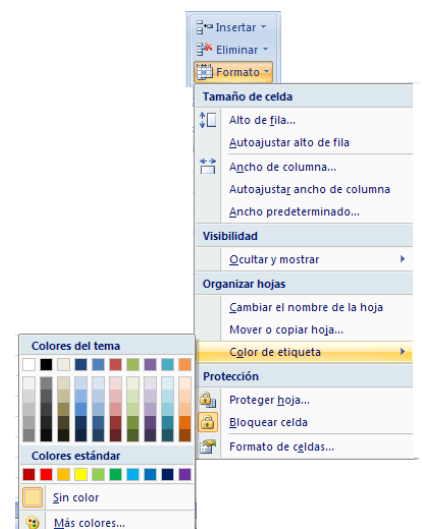 Insertar
Eliminar
Formato
Tamaño de celda
Alto de fila...
Autoajustar alto de fila
Ancho de columna...
Autoajustar ancho de columna
Ancho predeterminado...
Visibilidad
Ocultar y mostrar
Organizar hojas
Cambiar el nombre de la hoja
Mover o copiar hoja...
Color de etiqueta
Protección
Proteger hoja...
Bloquear celda
Formato de celdas...
Colores del tema
Colores estándar
Sin color
Más colores...